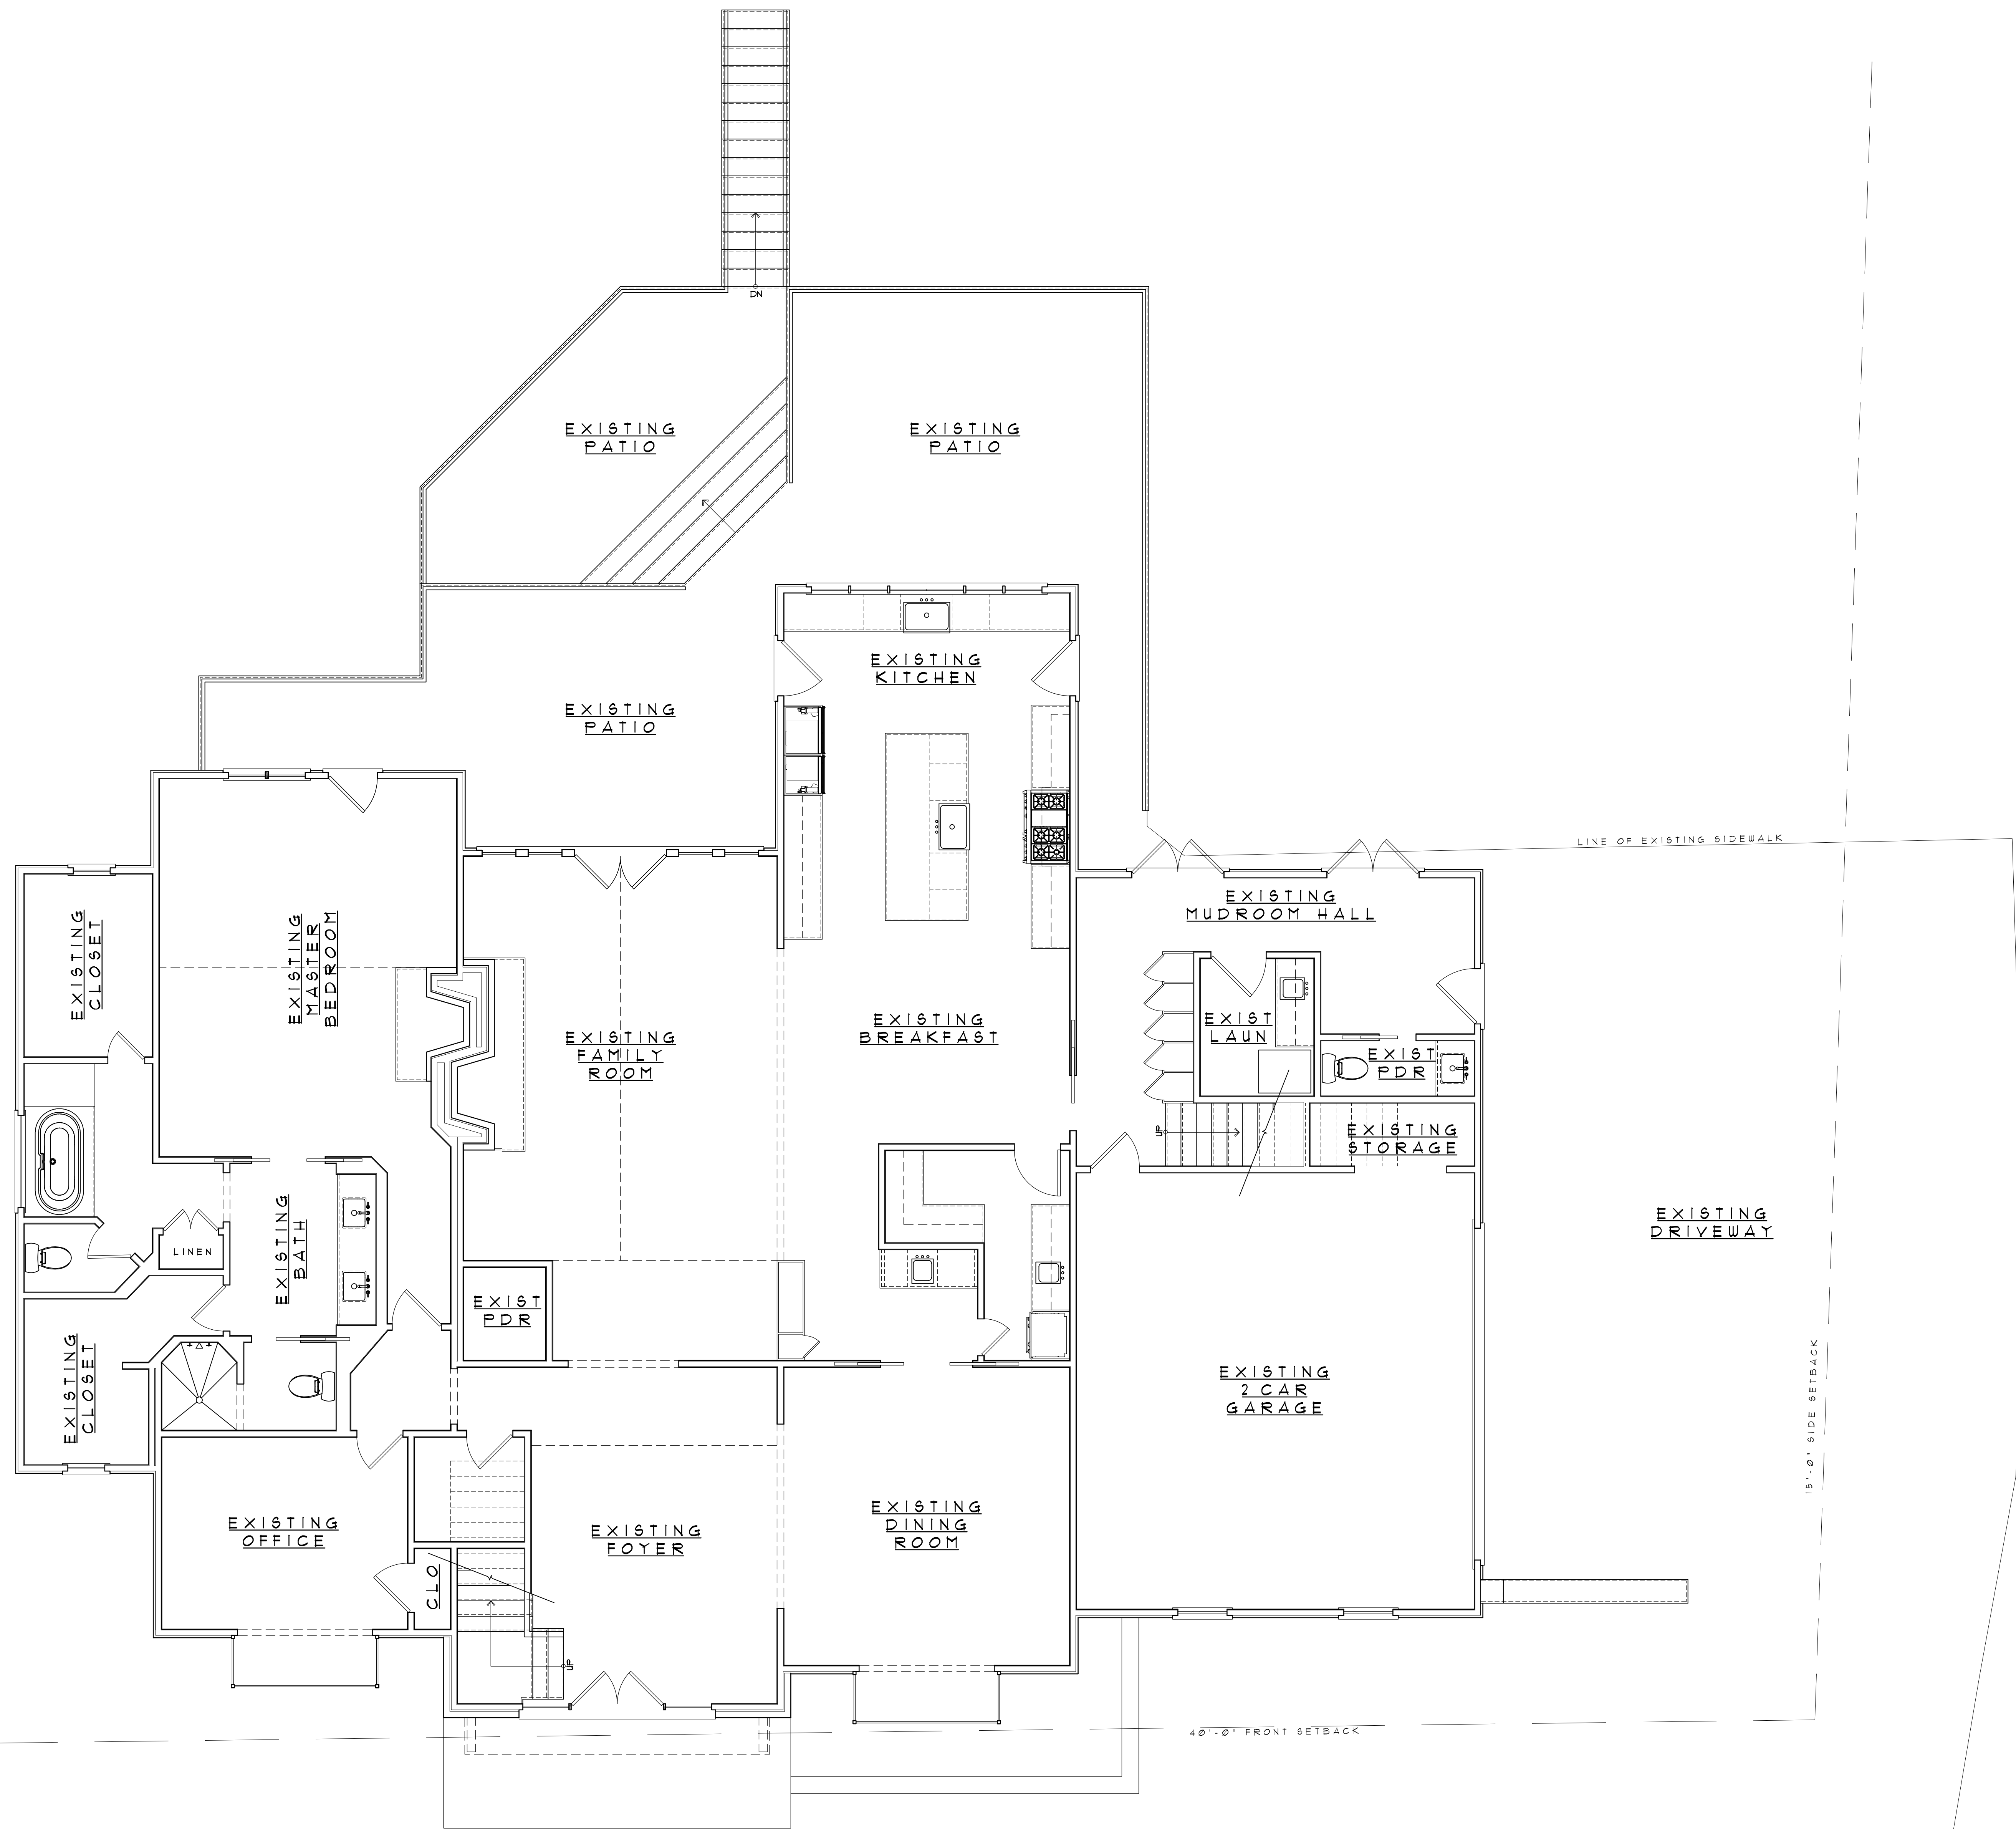 DN
EXISTING
PATIO
EXISTING
PATIO
EXISTING
KITCHEN
EXISTING
PATIO
LINE OF EXISTING SIDEWALK
EXISTING
MUDROOM HALL
EXISTING
CLOSET
EXISTING
MASTER
BEDROOM
EXISTING
FAMILY
ROOM
EXISTING
BREAKFAST
EXIST
LAUN
EXIST
PDR
UP
EXISTING
STORAGE
EXISTING
DRIVEWAY
LINEN
EXISTING
BATH
EXIST
PDR
EXISTING
CLOSET
EXISTING
2 CAR
GARAGE
15'-0" SIDE SETBACK
EXISTING
OFFICE
CLO
EXISTING
FOYER
EXISTING
DINING
ROOM
UP
40'-0" FRONT SETBACK